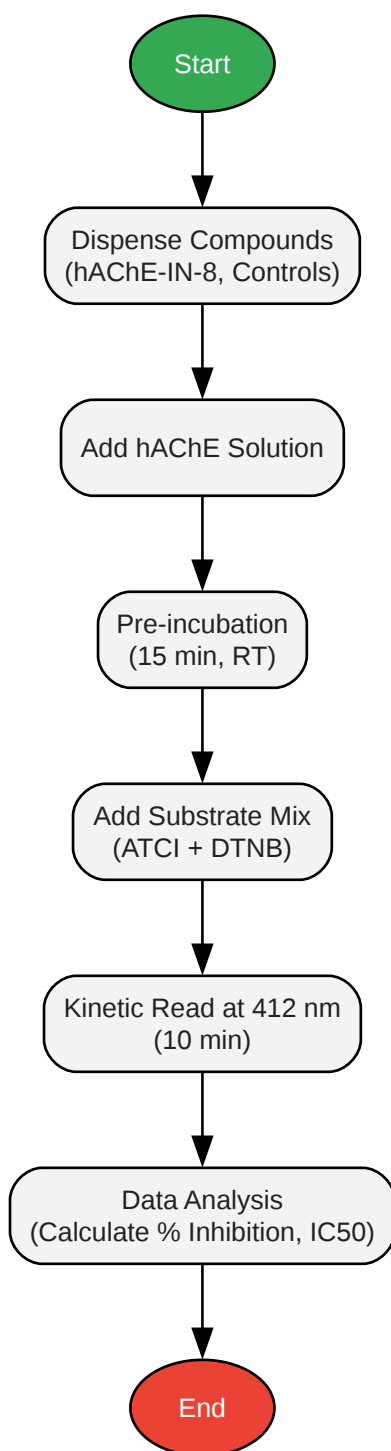 Start
Dispense Compounds
(hAChE-IN-8, Controls)
Add hAChE Solution
Pre-incubation
(15 min, RT)
Add Substrate Mix
(ATCI + DTNB)
Kinetic Read at 412 nm
(10 min)
Data Analysis
(Calculate % Inhibition, IC50)
End